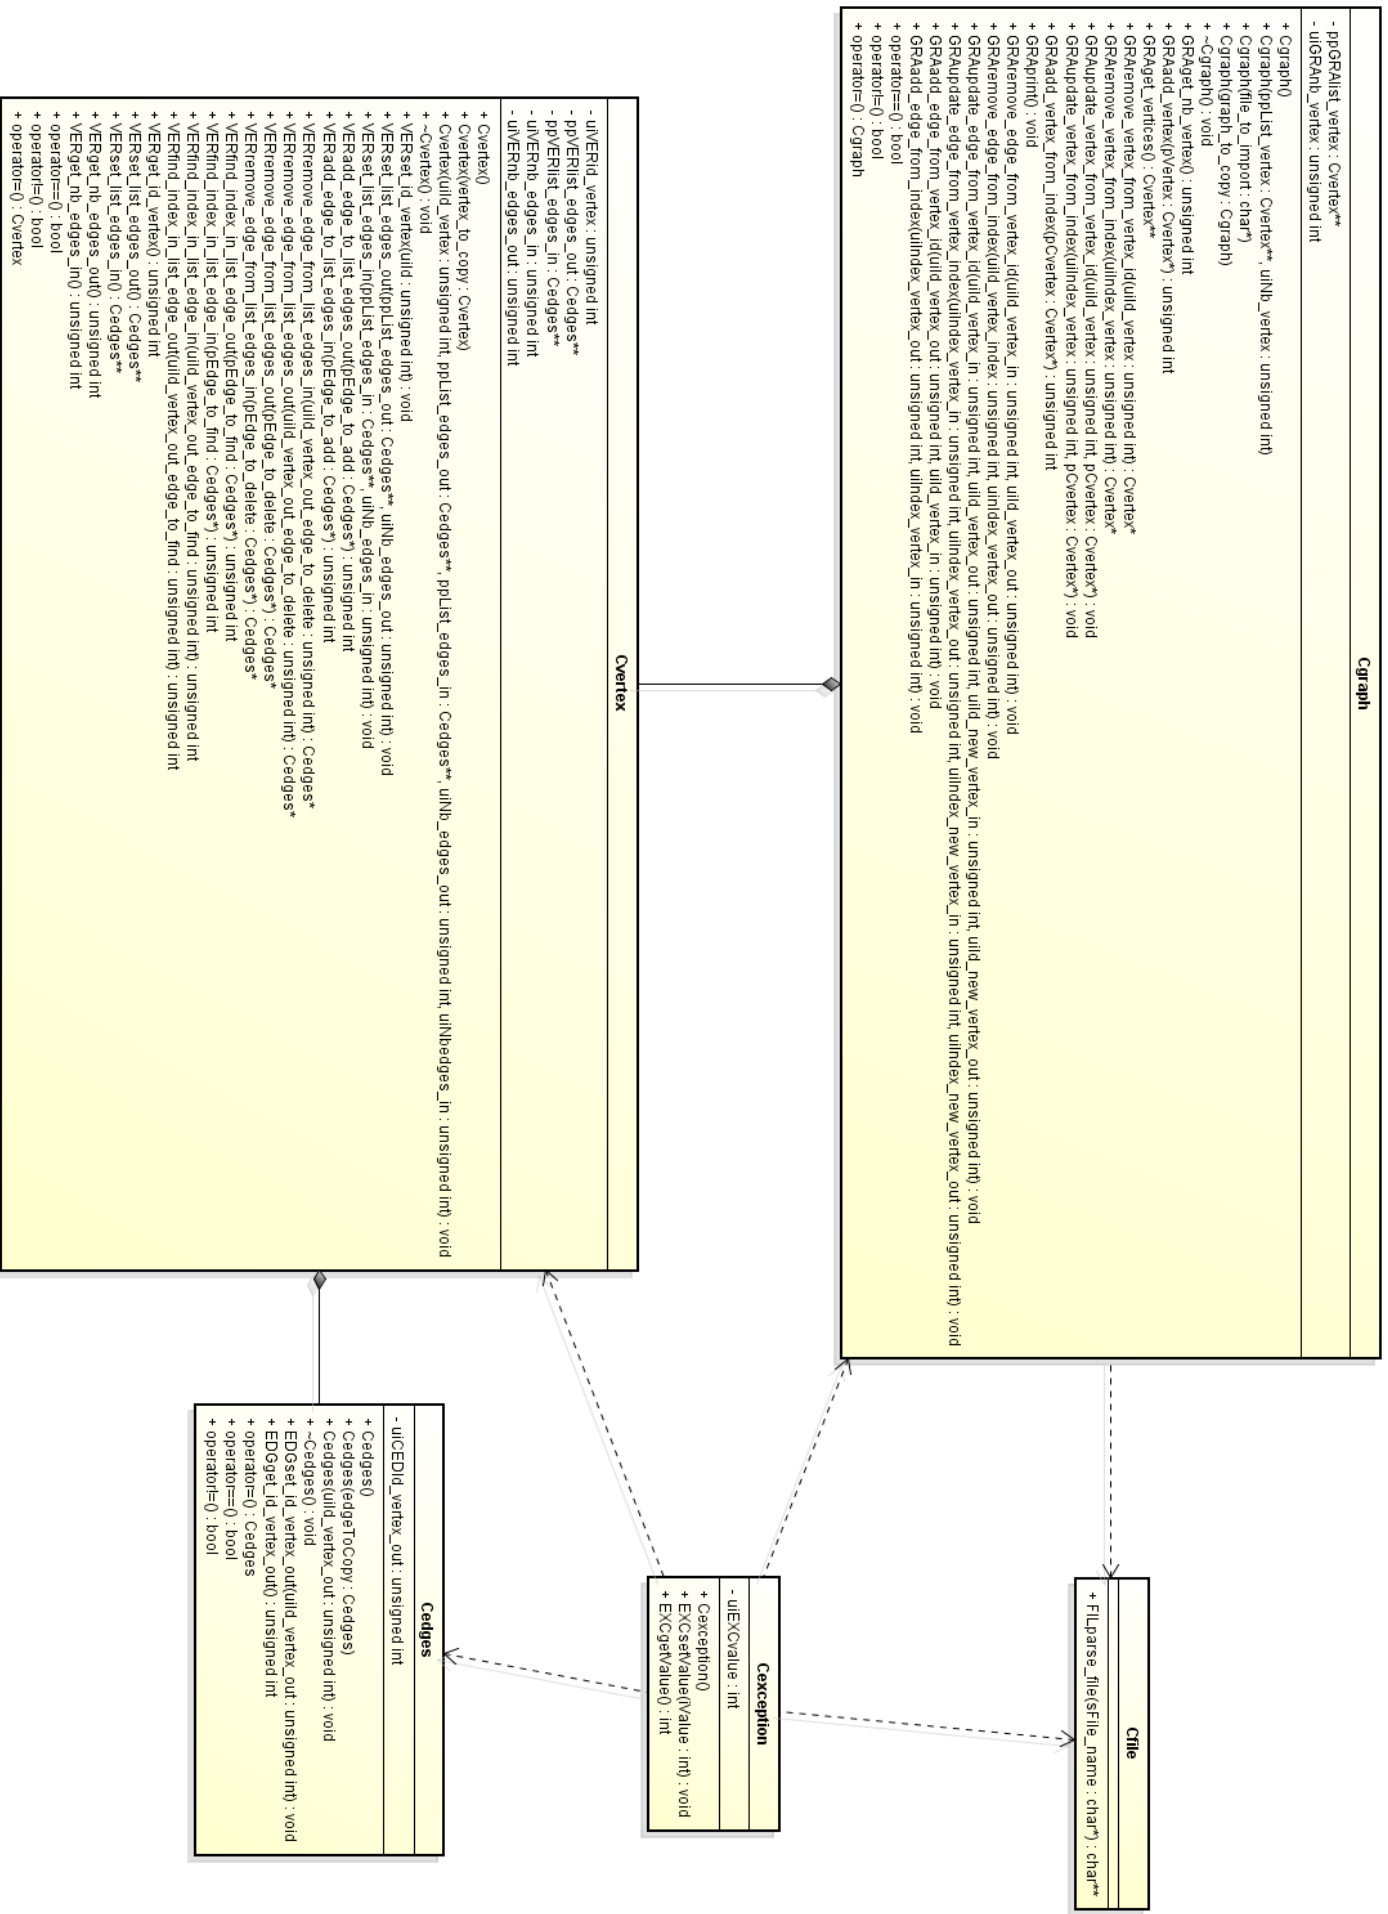 Cgraph
- ppGRAlist_vertex : Cvertex**
- uiGRAnb_vertex : unsigned int
+ Cgraph()
+ Cgraph(ppList_vertex : Cvertex**, uiNb_vertex : unsigned int)
+ Cgraph(file_to_import : char*)
+ Cgraph(graph_to_copy : Cgraph)
+ ~Cgraph() : void
+ GRAget_nb_vertex() : unsigned int
+ GRAadd_vertex(pVertex : Cvertex*) : unsigned int
+ GRAget_vertices() : Cvertex**
+ GRAremove_vertex_from_vertex_id(uiId_vertex : unsigned int) : Cvertex*
+ GRAremove_vertex_from_index(uiIndex_vertex : unsigned int) : Cvertex*
+ GRAupdate_vertex_from_vertex_id(uiId_vertex : unsigned int, pCvertex : Cvertex*) : void
+ GRAupdate_vertex_from_index(uiIndex_vertex : unsigned int, pCvertex : Cvertex*) : void
+ GRAadd_vertex_from_index(pCvertex : Cvertex*) : unsigned int
+ GRAprint() : void
+ GRAremove_edge_from_vertex_id(uiId_vertex_in : unsigned int, uiId_vertex_out : unsigned int) : void
+ GRAremove_edge_from_index(uiId_vertex_index : unsigned int, uinIdex_vertex_out : unsigned int) : void
+ GRAupdate_edge_from_vertex_id(uiId_vertex_in : unsigned int, uiId_vertex_out : unsigned int, uiId_new_vertex_in : unsigned int, uiId_new_vertex_out : unsigned int) : void
+ GRAupdate_edge_from_vertex_index(uiIndex_vertex_in : unsigned int, uiIndex_vertex_out : unsigned int, uiIndex_new_vertex_in : unsigned int, uiIndex_new_vertex_out : unsigned int) : void
+ GRAadd_edge_from_vertex_id(uiId_vertex_out : unsigned int, uiId_vertex_in : unsigned int) : void
+ GRAadd_edge_from_index(uiIndex_vertex_out : unsigned int, uiIndex_vertex_in : unsigned int) : void
+ operator==() : bool
+ operator!=() : bool
+ operator=() : Cgraph
Cfile
+ FILparse_file(sFile_name : char*) : char**
Cvertex
- uiVERid_vertex : unsigned int
- ppVERlist_edges_out : Cedges**
- ppVERlist_edges_in : Cedges**
- uiVERnb_edges_in : unsigned int
- uiVERnb_edges_out : unsigned int
+ Cvertex()
+ Cvertex(vertex_to_copy : Cvertex)
+ Cvertex(uiId_vertex : unsigned int, ppList_edges_out : Cedges**, ppList_edges_in : Cedges**, uiNb_edges_out : unsigned int, uiNbedges_in : unsigned int) : void
+ ~Cvertex() : void
+ VERset_id_vertex(uiId : unsigned int) : void
+ VERset_list_edges_out(ppList_edges_out : Cedges**, uiNb_edges_out : unsigned int) : void
+ VERset_list_edges_in(ppList_edges_in : Cedges**, uiNb_edges_in : unsigned int) : void
+ VERadd_edge_to_list_edges_out(pEdge_to_add : Cedges*) : unsigned int
+ VERadd_edge_to_list_edges_in(pEdge_to_add : Cedges*) : unsigned int
+ VERremove_edge_from_list_edges_in(uiId_vertex_out_edge_to_delete : unsigned int) : Cedges*
+ VERremove_edge_from_list_edges_out(uiId_vertex_out_edge_to_delete : unsigned int) : Cedges*
+ VERremove_edge_from_list_edges_out(pEdge_to_delete : Cedges*) : Cedges*
+ VERremove_edge_from_list_edges_in(pEdge_to_delete : Cedges*) : Cedges*
+ VERfind_index_in_list_edge_out(pEdge_to_find : Cedges*) : unsigned int
+ VERfind_index_in_list_edge_in(pEdge_to_find : Cedges*) : unsigned int
+ VERfind_index_in_list_edge_in(uiId_vertex_out_edge_to_find : unsigned int) : unsigned int
+ VERfind_index_in_list_edge_out(uiId_vertex_out_edge_to_find : unsigned int) : unsigned int
+ VERget_id_vertex() : unsigned int
+ VERset_list_edges_out() : Cedges**
+ VERset_list_edges_in() : Cedges**
+ VERget_nb_edges_out() : unsigned int
+ VERget_nb_edges_in() : unsigned int
+ operator==() : bool
+ operator!=() : bool
+ operator=() : Cvertex
Cexception
- uiEXCvalue : int
+ Cexception()
+ EXCsetValue(iValue : int) : void
+ EXCgetValue() : int
Cedges
- uiCEDId_vertex_out : unsigned int
+ Cedges()
+ Cedges(edgeToCopy : Cedges)
+ Cedges(uiId_vertex_out : unsigned int) : void
+ ~Cedges() : void
+ EDGset_id_vertex_out(uiId_vertex_out : unsigned int) : void
+ EDGget_id_vertex_out() : unsigned int
+ operator=() : Cedges
+ operator==() : bool
+ operator!=() : bool